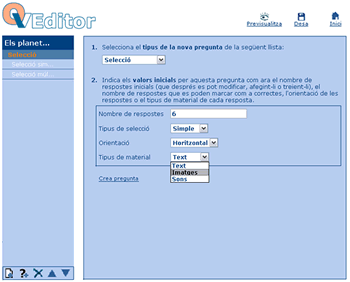 QVEditor
Previsualitza
Desa
Inici
Els planet...
Selecció
Selecció sim...
Selecció mul...
1. Selecciona el tipus de la nova pregunta de la següent llista:
Selecció
2. Indica els valors inicials per aquesta pregunta com ara el nombre de
respostes inicials (que després es pot modificar, afegint-li o treient-li), el
nombre de respostes que es poden marcar com a correctes, l'orientació de les
respostes o el tipus de material de cada resposta.
Nombre de respostes 6
Tipus de selecció Simple
Orientació Horitzontal
Tipus de material Text
Text
Imatges
Sons
Crea pregunta